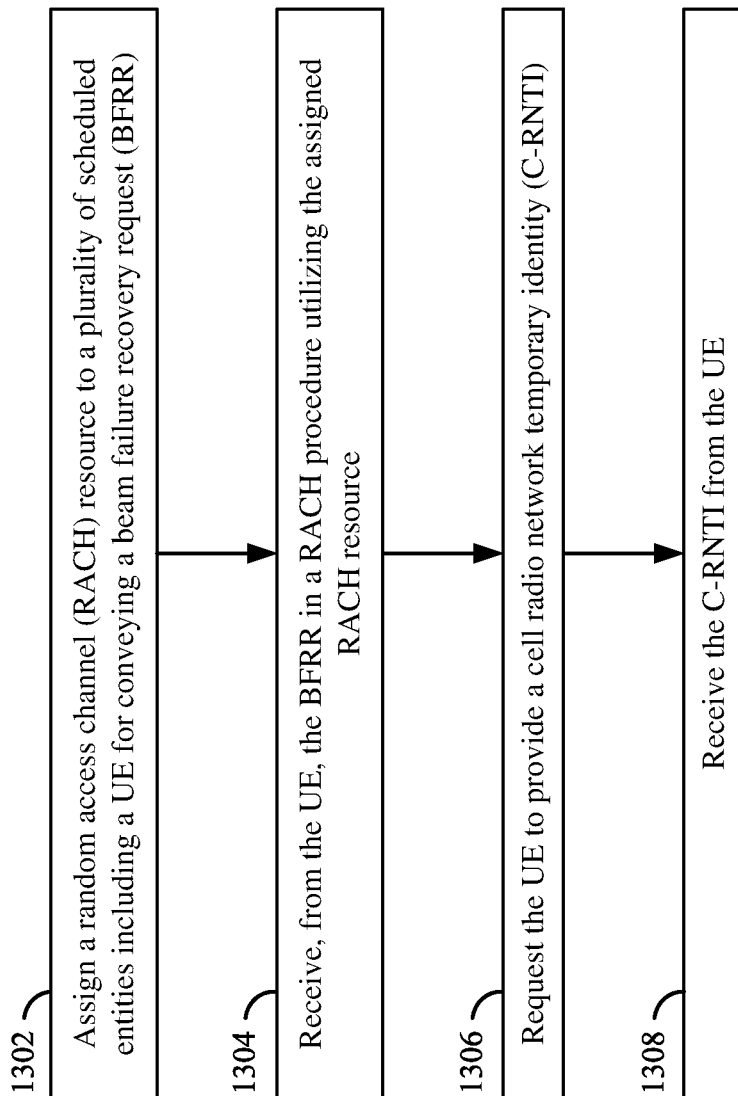 1302
Assign a random access channel (RACH) resource to a plurality of scheduled
entities including a UE for conveying a beam failure recovery request (BFRR)
1304
Receive, from the UE, the BFRR in a RACH procedure utilizing the assigned
RACH resource
1306
Request the UE to provide a cell radio network temporary identity (C-RNTI)
1308
Receive the C-RNTI from the UE